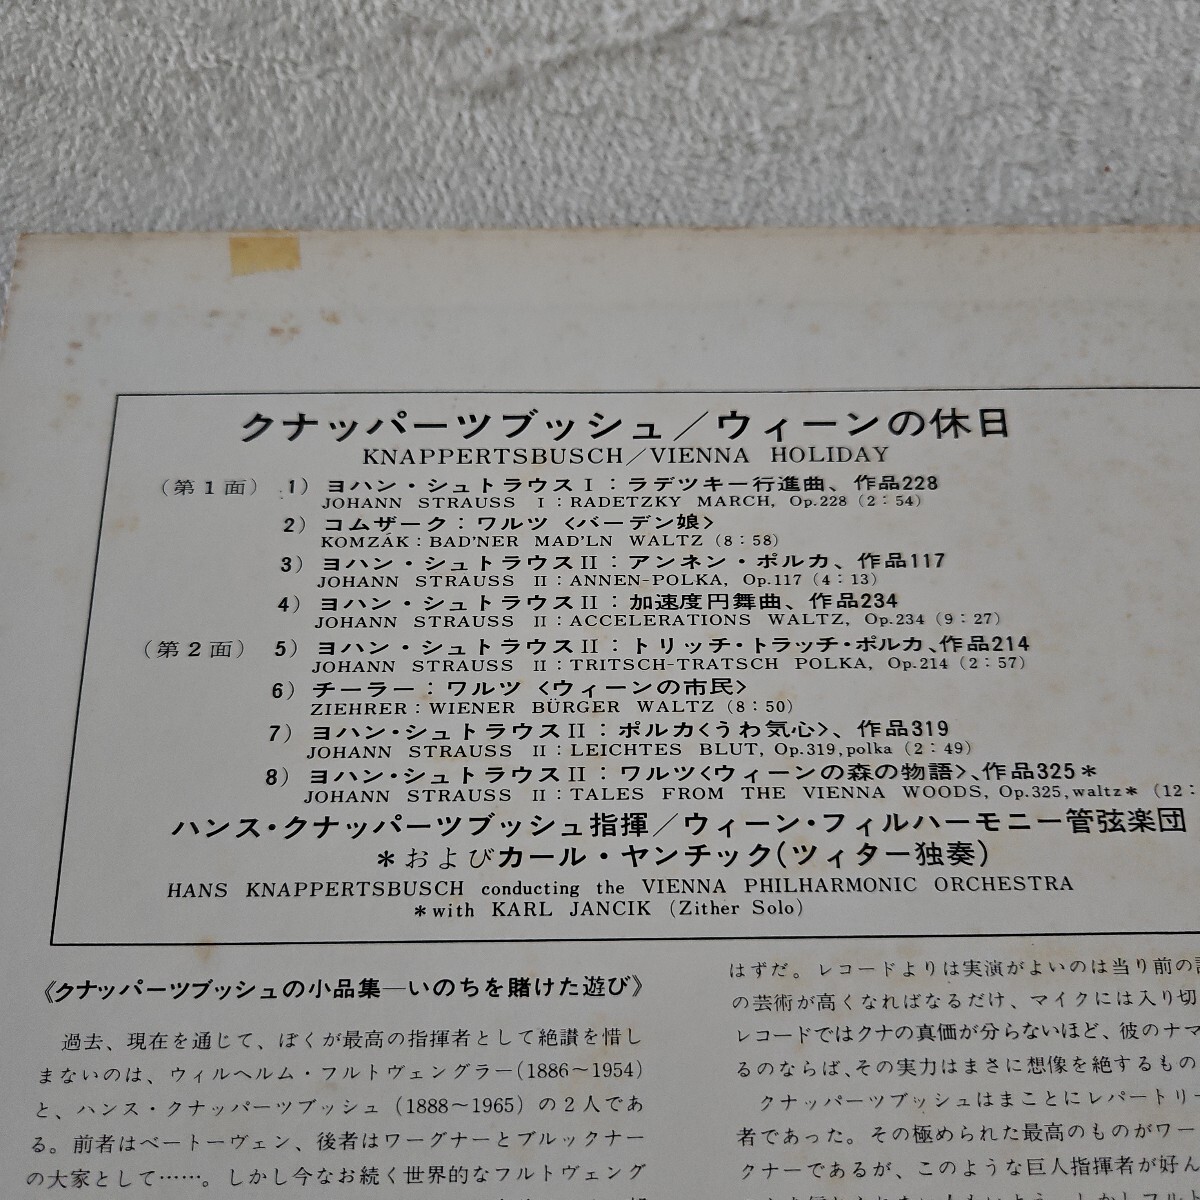 クナッパーツブッシュ／ウィーンの休日
KNAPPERTSBUSCH／VIENNA HOLIDAY
(第1面) 1) ヨハン・シュトラウスI：ラデツキー行進曲、作品228
JOHANN STRAUSS I：RADETZKY MARCH, Op.228 (2：54)
2) コムザーク：ワルツ〈バーデン娘〉
KOMZÁK：BAD'NER MAD'LN WALTZ (8：58)
3) ヨハン・シュトラウスII：アンネン・ポルカ、作品117
JOHANN STRAUSS II：ANNEN-POLKA, Op.117 (4：13)
4) ヨハン・シュトラウスII：加速度円舞曲、作品234
JOHANN STRAUSS II：ACCELERATIONS WALTZ, Op.234 (9：27)
(第2面) 5) ヨハン・シュトラウスII：トリッチ・トラッチ・ポルカ、作品214
JOHANN STRAUSS II：TRITSCH-TRATSCH POLKA, Op.214 (2：57)
6) チーラー：ワルツ〈ウィーンの市民〉
ZIEHRER：WIENER BÜRGER WALTZ (8：50)
7) ヨハン・シュトラウスII：ポルカ〈うわ気心〉、作品319
JOHANN STRAUSS II：LEICHTES BLUT, Op.319, polka (2：49)
8) ヨハン・シュトラウスII：ワルツ〈ウィーンの森の物語〉、作品325＊
JOHANN STRAUSS II：TALES FROM THE VIENNA WOODS, Op.325, waltz＊ (12：
ハンス・クナッパーツブッシュ指揮／ウィーン・フィルハーモニー管弦楽団
＊およびカール・ヤンチック(ツィター独奏)
HANS KNAPPERTSBUSCH conducting the VIENNA PHILHARMONIC ORCHESTRA
＊with KARL JANCIK (Zither Solo)
《クナッパーツブッシュの小品集―いのちを賭けた遊び》
過去、現在を通じて、ぼくが最高の指揮者として絶讃を惜し
まないのは、ウィルヘルム・フルトヴェングラー(1886〜1954)
と、ハンス・クナッパーツブッシュ (1888〜1965) の2人であ
る。前者はベートーヴェン、後者はワーグナーとブルックナー
の大家として……。しかし今なお続く世界的なフルトヴェング
はずだ。レコードよりは実演がよいのは当り前の
の芸術が高くなればなるだけ、マイクには入り切
レコードではクナの真価が分らないほど、彼のナマ
るのならば、その実力はまさに想像を絶するもの
クナッパーツブッシュはまことにレパートリー
者であった。その極められた最高のものがワー
クナーであるが、このような巨人指揮者が好ん